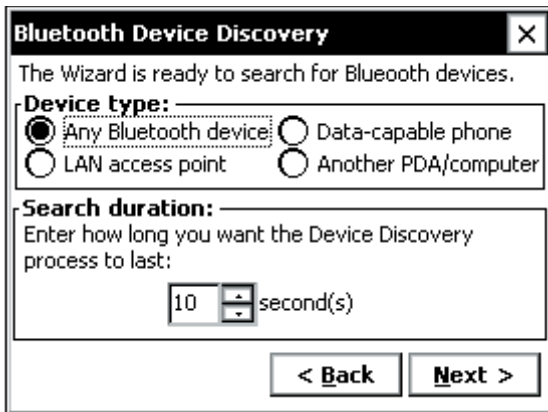 Bluetooth Device Discovery
The Wizard is ready to search for Blueooth devices.
Device type:
Any Bluetooth device Data-capable phone
LAN access point Another PDA/computer
Search duration:
Enter how long you want the Device Discovery
process to last:
10 second(s)
< Back Next >